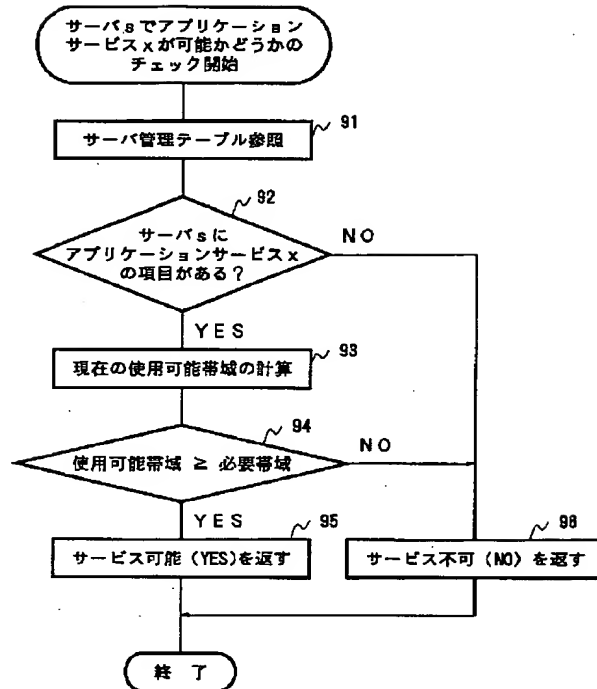 サーバsでアプリケーション
サービスxが可能かどうかの
チェック開始
91
サーバ管理テーブル参照
92
サーバsに
アプリケーションサービスx
の項目がある?
NO
YES
93
現在の使用可能帯域の計算
94
使用可能帯域 ≧ 必要帯域
NO
YES
95
サービス可能(YES)を返す
96
サービス不可(NO)を返す
終了